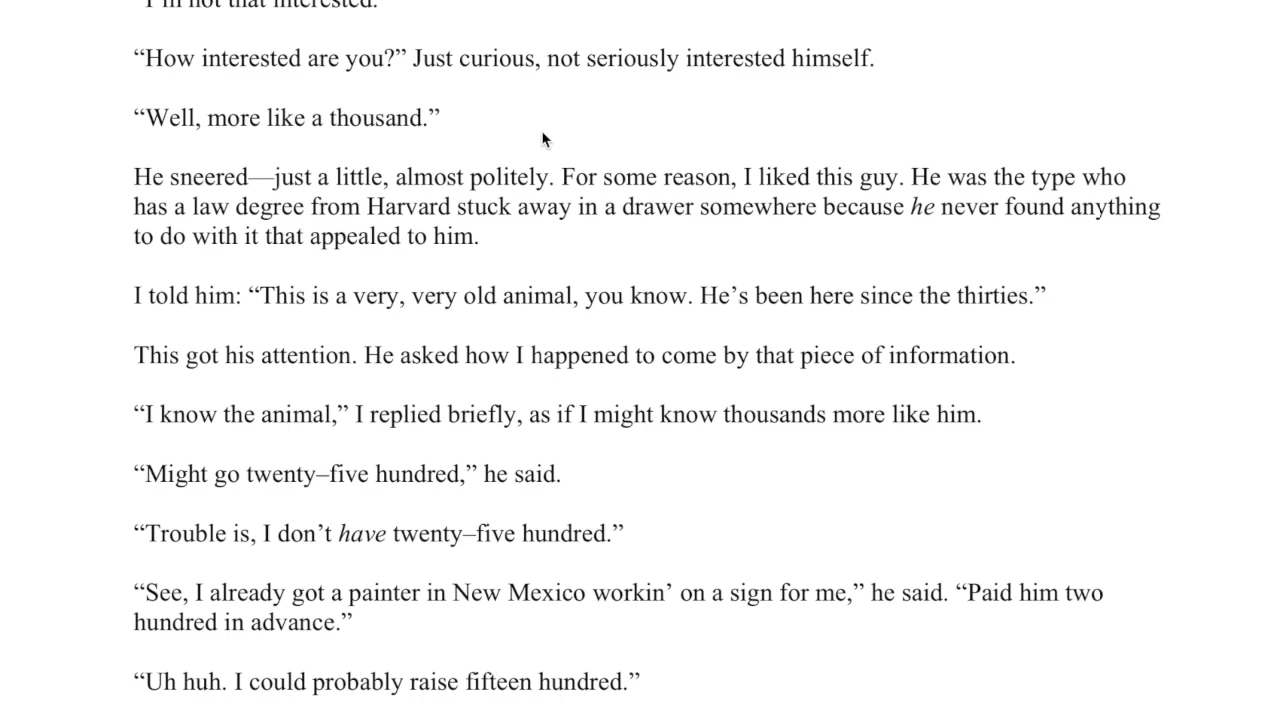 “I’m not that interested.”
“How interested are you?” Just curious, not seriously interested himself.
“Well, more like a thousand.”
He sneered—just a little, almost politely. For some reason, I liked this guy. He was the type who
has a law degree from Harvard stuck away in a drawer somewhere because he never found anything
to do with it that appealed to him.
I told him: “This is a very, very old animal, you know. He’s been here since the thirties.”
This got his attention. He asked how I happened to come by that piece of information.
“I know the animal,” I replied briefly, as if I might know thousands more like him.
“Might go twenty–five hundred,” he said.
“Trouble is, I don’t have twenty–five hundred.”
“See, I already got a painter in New Mexico workin’ on a sign for me,” he said. “Paid him two
hundred in advance.”
“Uh huh. I could probably raise fifteen hundred.”